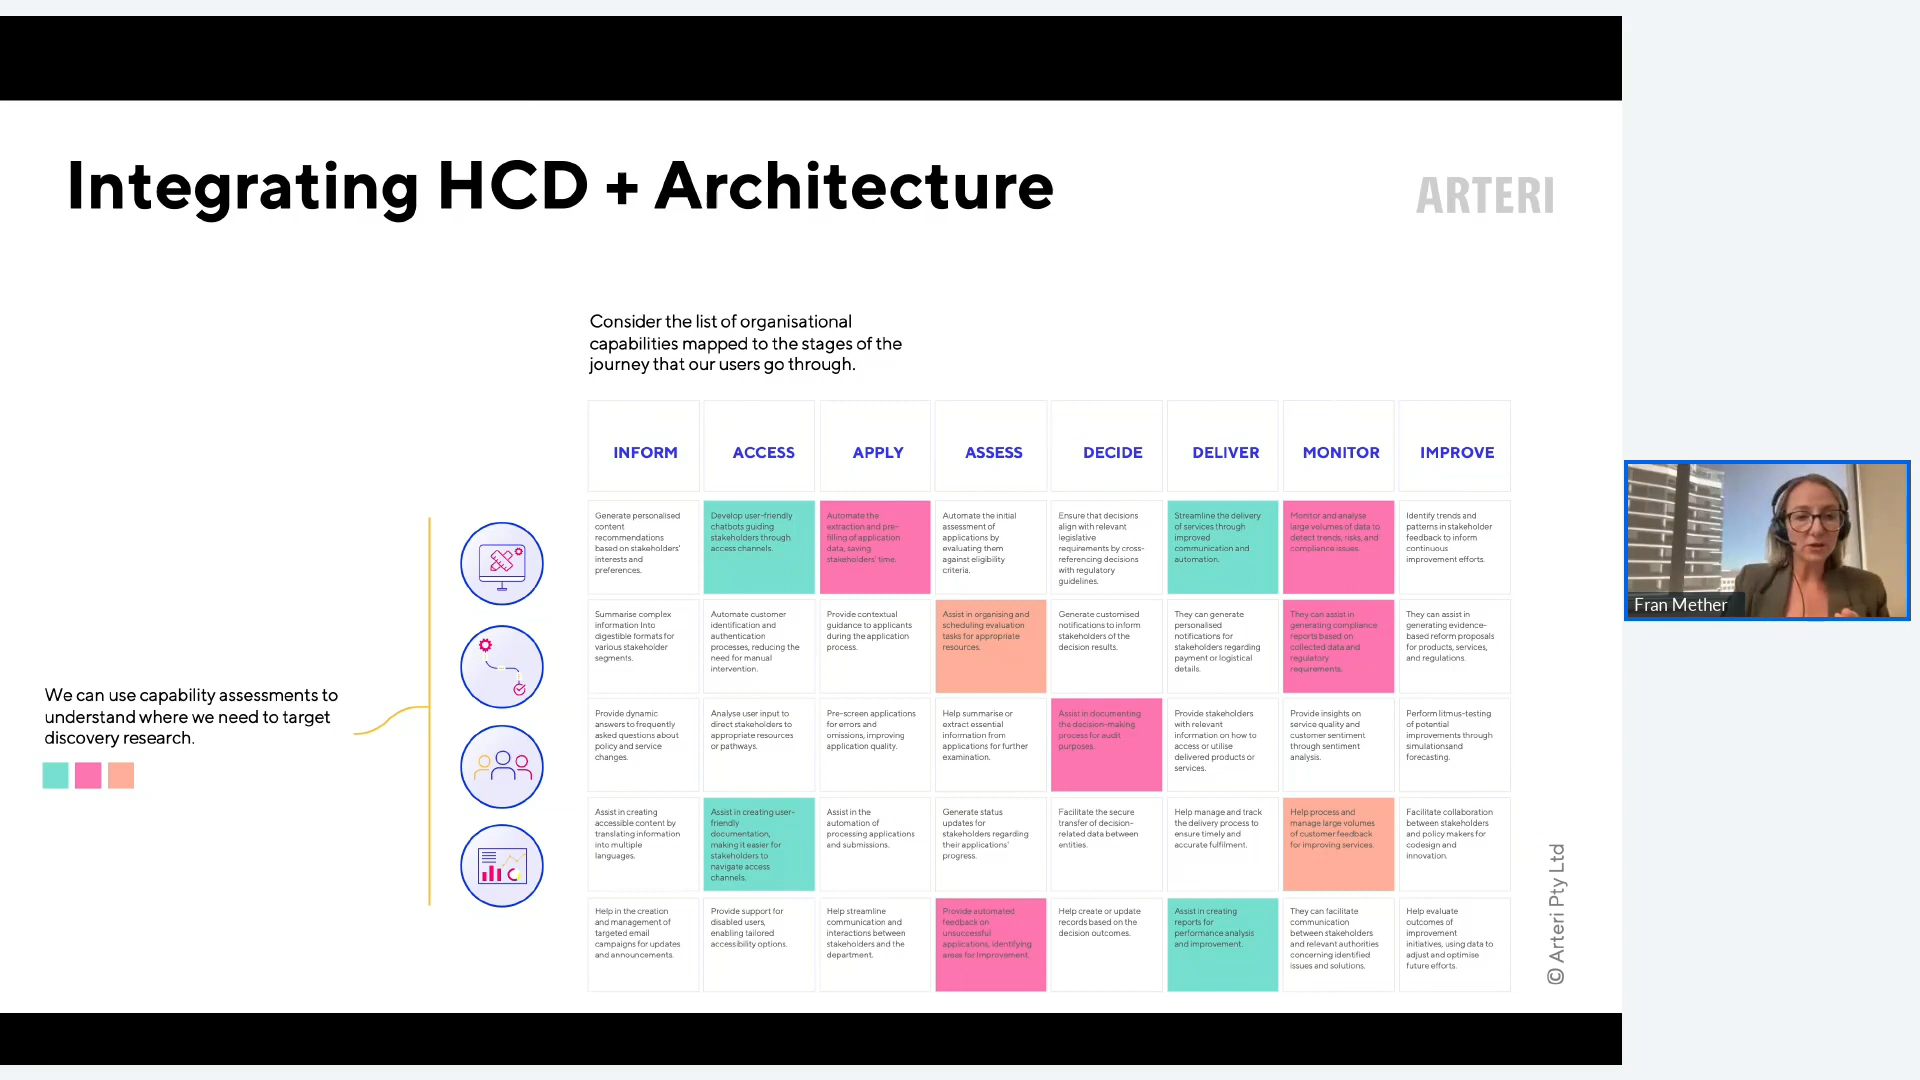 Integrating HCD + Architecture
ARTERI
Consider the list of organisational
capabilities mapped to the stages of the
journey that our users go through.
INFORM
ACCESS
APPLY
ASSESS
DECIDE
DELIVER
MONITOR
IMPROVE
Generate personalised
content
recommendations
based on stakeholders'
interests and
preferences.
Develop user-friendly
chatbots guiding
stakeholders through
access channels.
Automate the
extraction and pre-
filling of application
data, saving
stakeholders' time.
Automate the initial
assessment of
applications by
evaluating them
against eligibility
criteria.
Ensure that decisions
align with relevant
legislative
requirements by cross-
referencing decisions
with regulatory
guidelines.
Streamline the delivery
of services through
improved
communication and
automation.
Monitor and analyse
large volumes of data to
detect trends, risks, and
compliance issues.
Identify trends and
patterns in stakeholder
feedback to inform
continuous
improvement efforts.
Summarise complex
information Into
digestible formats for
various stakeholder
segments.
Automate customer
identification and
authentication
processes, reducing the
need for manual
intervention.
Provide contextual
guidance to applicants
during the application
process.
Assist in organising and
scheduling evaluation
tasks for appropriate
resources.
Generate customised
notifications to inform
stakeholders of the
decision results.
They can generate
personalised
notifications for
stakeholders regarding
payment or logistical
details.
They can assist in
generating compliance
reports based on
collected data and
regulatory
requirements.
They can assist in
generating evidence-
based reform proposals
for products, services,
and regulations.
Provide dynamic
answers to frequently
asked questions about
policy and service
changes.
Analyse user input to
direct stakeholders to
appropriate resources
or pathways.
Pre-screen applications
for errors and
omissions, improving
application quality.
Help summarise or
extract essential
information from
applications for further
examination.
Assist in documenting
the decision-making
process for audit
purposes.
Provide stakeholders
with relevant
information on how to
access or utilise
delivered products or
services.
Provide insights on
service quality and
customer sentiment
through sentiment
analysis.
Perform litmus-testing
of potential
improvements through
simulationsand
forecasting.
Assist in creating
accessible content by
translating information
into multiple
languages.
Assist in creating user-
friendly
documentation,
making it easier for
stakeholders to
navigate access
channels.
Assist in the
automation of
processing applications
and submissions.
Generate status
updates for
stakeholders regarding
their applications'
progress.
Facilitate the secure
transfer of decision-
related data between
entities.
Help manage and track
the delivery process to
ensure timely and
accurate fulfilment.
Help process and
manage large volumes
of customer feedback
for improving services.
Facilitate collaboration
between stakeholders
and policy makers for
codesign and
innovation.
Help in the creation
and management of
targeted email
campaigns for updates
and announcements.
Provide support for
disabled users,
enabling tailored
accessibility options.
Help streamline
communication and
interactions between
stakeholders and the
department.
Provide automated
feedback on
unsuccessful
applications, identifying
areas for Improvement.
Help create or update
records based on the
decision outcomes.
Assist in creating
reports for
performance analysis
and improvement.
They can facilitate
communication
between stakeholders
and relevant authorities
concerning identified
issues and solutions.
Help evaluate
outcomes of
improvement
initiatives, using data to
adjust and optimise
future efforts.
We can use capability assessments to
understand where we need to target
discovery research.
© Arteri Pty Ltd
Fran Mether